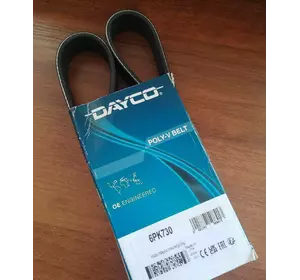 DAYCO
POLY-V BELT
OE ENGINEERED
6PK730